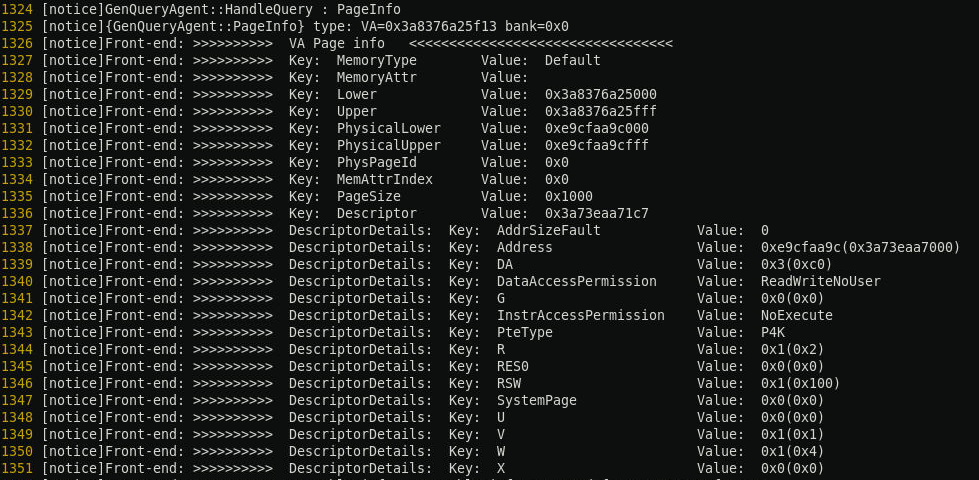 1324 [notice]GenQueryAgent::HandleQuery : PageInfo
1325 [notice]{GenQueryAgent::PageInfo} type: VA=0x3a8376a25f13 bank=0x0
1326 [notice]Front-end: >>>>>>>>>>  VA Page info   <<<<<<<<<<<<<<<<<<<<<<<<<<<<<<<<<
1327 [notice]Front-end: >>>>>>>>>>  Key:  MemoryType        Value:  Default
1328 [notice]Front-end: >>>>>>>>>>  Key:  MemoryAttr        Value:
1329 [notice]Front-end: >>>>>>>>>>  Key:  Lower             Value:  0x3a8376a25000
1330 [notice]Front-end: >>>>>>>>>>  Key:  Upper             Value:  0x3a8376a25fff
1331 [notice]Front-end: >>>>>>>>>>  Key:  PhysicalLower     Value:  0xe9cfaa9c000
1332 [notice]Front-end: >>>>>>>>>>  Key:  PhysicalUpper     Value:  0xe9cfaa9cfff
1333 [notice]Front-end: >>>>>>>>>>  Key:  PhysPageId        Value:  0x0
1334 [notice]Front-end: >>>>>>>>>>  Key:  MemAttrIndex      Value:  0x0
1335 [notice]Front-end: >>>>>>>>>>  Key:  PageSize          Value:  0x1000
1336 [notice]Front-end: >>>>>>>>>>  Key:  Descriptor        Value:  0x3a73eaa71c7
1337 [notice]Front-end: >>>>>>>>>>  DescriptorDetails:  Key:  AddrSizeFault            Value:  0
1338 [notice]Front-end: >>>>>>>>>>  DescriptorDetails:  Key:  Address                  Value:  0xe9cfaa9c(0x3a73eaa7000)
1339 [notice]Front-end: >>>>>>>>>>  DescriptorDetails:  Key:  DA                       Value:  0x3(0xc0)
1340 [notice]Front-end: >>>>>>>>>>  DescriptorDetails:  Key:  DataAccessPermission     Value:  ReadWriteNoUser
1341 [notice]Front-end: >>>>>>>>>>  DescriptorDetails:  Key:  G                        Value:  0x0(0x0)
1342 [notice]Front-end: >>>>>>>>>>  DescriptorDetails:  Key:  InstrAccessPermission    Value:  NoExecute
1343 [notice]Front-end: >>>>>>>>>>  DescriptorDetails:  Key:  PteType                  Value:  P4K
1344 [notice]Front-end: >>>>>>>>>>  DescriptorDetails:  Key:  R                        Value:  0x1(0x2)
1345 [notice]Front-end: >>>>>>>>>>  DescriptorDetails:  Key:  RES0                     Value:  0x0(0x0)
1346 [notice]Front-end: >>>>>>>>>>  DescriptorDetails:  Key:  RSW                      Value:  0x1(0x100)
1347 [notice]Front-end: >>>>>>>>>>  DescriptorDetails:  Key:  SystemPage               Value:  0x0(0x0)
1348 [notice]Front-end: >>>>>>>>>>  DescriptorDetails:  Key:  U                        Value:  0x0(0x0)
1349 [notice]Front-end: >>>>>>>>>>  DescriptorDetails:  Key:  V                        Value:  0x1(0x1)
1350 [notice]Front-end: >>>>>>>>>>  DescriptorDetails:  Key:  W                        Value:  0x1(0x4)
1351 [notice]Front-end: >>>>>>>>>>  DescriptorDetails:  Key:  X                        Value:  0x0(0x0)